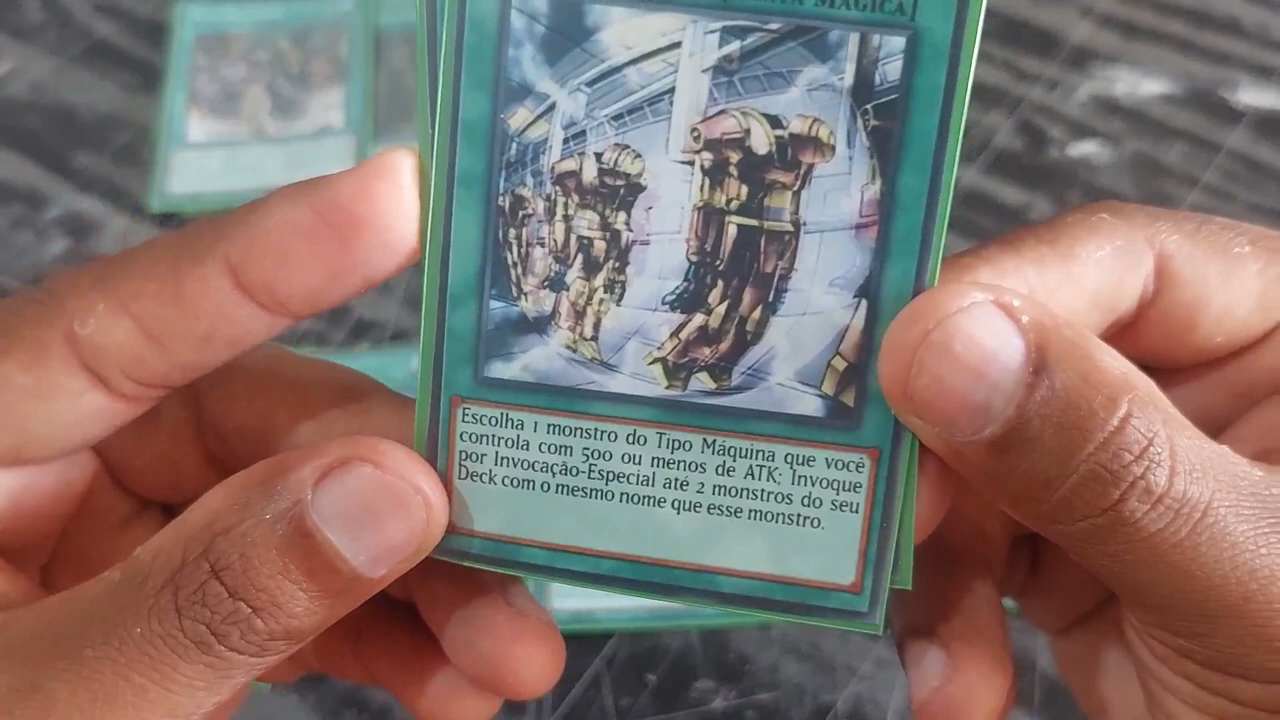 MÁGICA]
Escolha 1 monstro do Tipo Máquina que você
controla com 500 ou menos de ATK; Invoque
por Invocação-Especial até 2 monstros do seu
Deck com o mesmo nome que esse monstro.